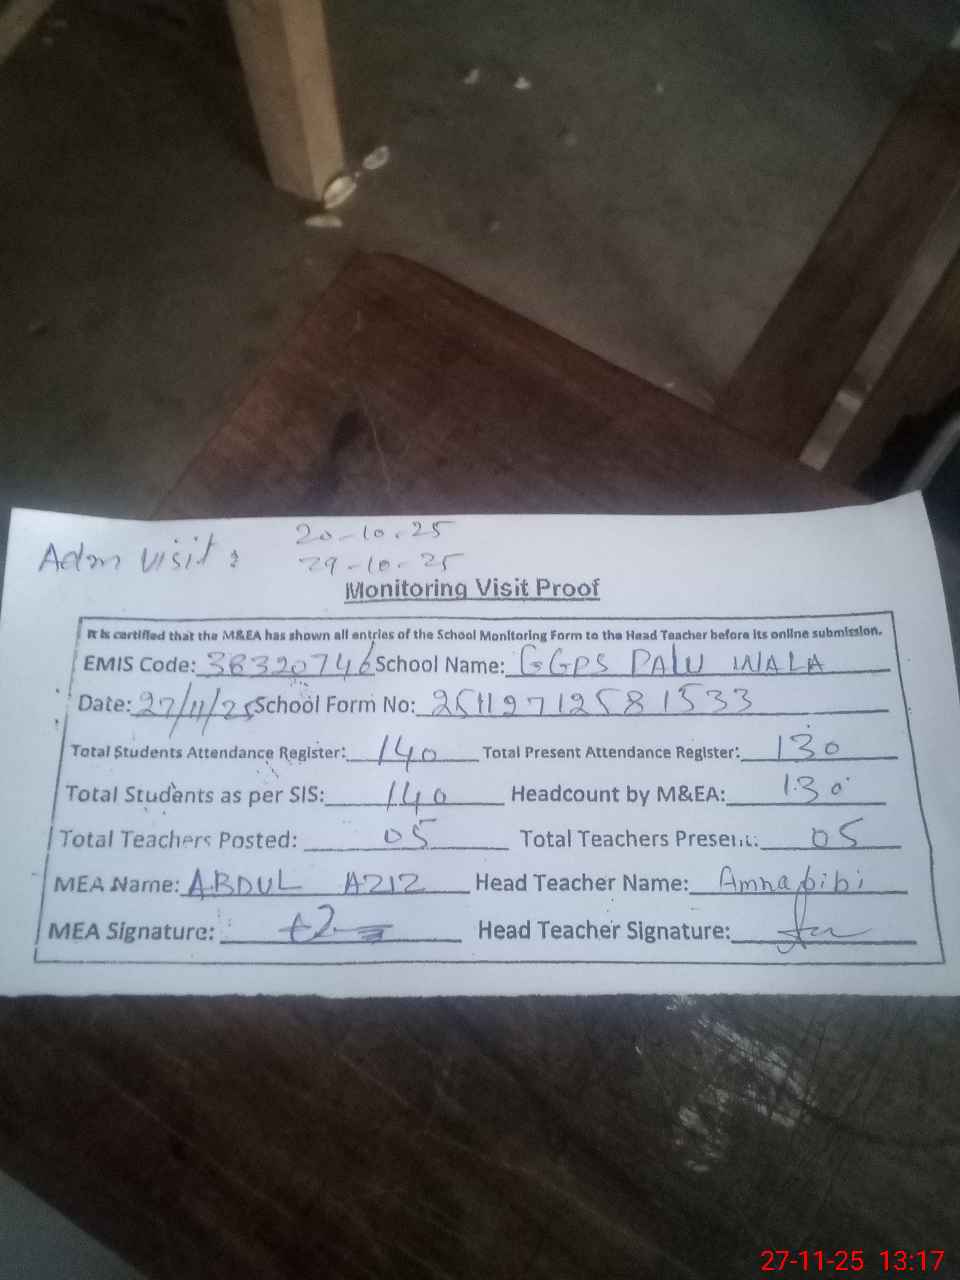 20-10-25
Adm visit: 29-10-25
Monitoring Visit Proof
It is certified that the M&EA has shown all entries of the School Monitoring Form to the Head Teacher before its online submission.
EMIS Code: 38320746 School Name: GGPS PALU WALA
Date: 27/11/25 School Form No: 2511271258 1533
Total Students Attendance Register: 140 Total Present Attendance Register: 130
Total Students as per SIS: 140 Headcount by M&EA: 130
Total Teachers Posted: 05 Total Teachers Present: 05
MEA Name: ABDUL AZIZ Head Teacher Name: Amna bibi
MEA Signature: Head Teacher Signature:
27-11-25 13:17